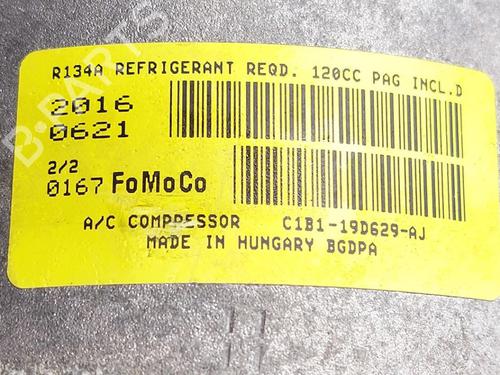 R134A REFRIGERANT REQD. 120CC PAG INCL.D
2016
0621
2/2
0167 FoMoCo
A/C COMPRESSOR C1B1-19D629-AJ
MADE IN HUNGARY BGDPA
B-PARTS